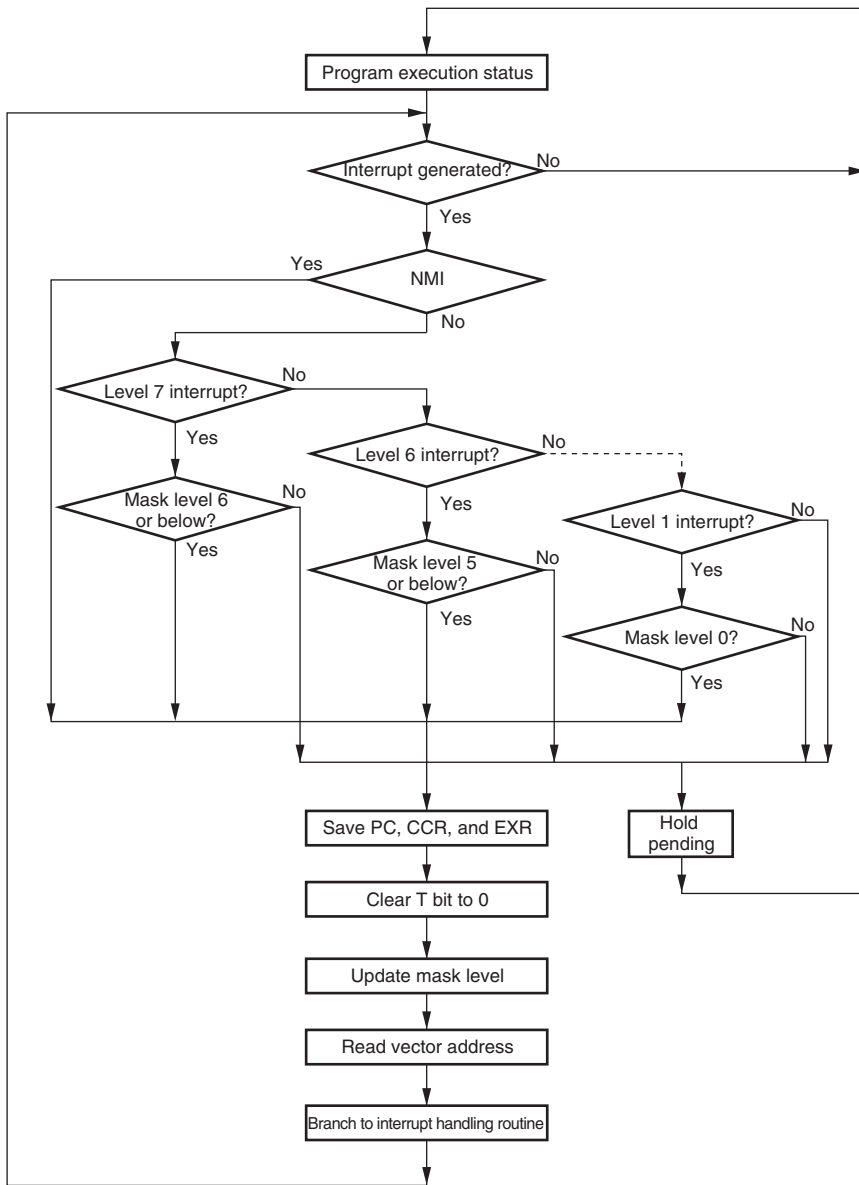 Program execution status
Interrupt generated?
No
Yes
Yes
NMI
No
Level 7 interrupt?
No
Yes
Level 6 interrupt?
No
Mask level 6
or below?
No
Yes
Yes
Level 1 interrupt?
No
Mask level 5
or below?
No
Yes
Yes
Mask level 0?
No
Yes
Save PC, CCR, and EXR
Hold
pending
Clear T bit to 0
Update mask level
Read vector address
Branch to interrupt handling routine